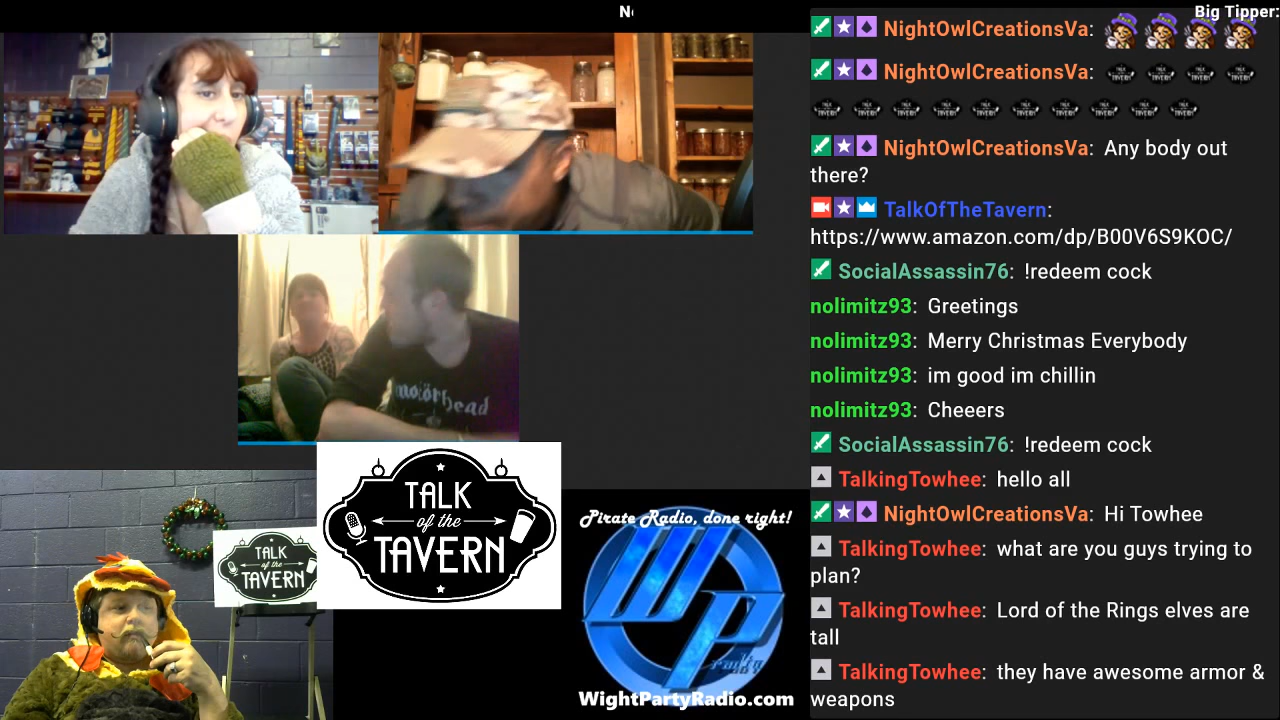 Big Tipper:
NightOwlCreationsVa:
NightOwlCreationsVa:
NightOwlCreationsVa: Any body out
there?
TalkOfTheTavern:
https://www.amazon.com/dp/B00V6S9KOC/
SocialAssassin76: !redeem cock
nolimitz93: Greetings
nolimitz93: Merry Christmas Everybody
nolimitz93: im good im chillin
nolimitz93: Cheeers
SocialAssassin76: !redeem cock
TalkingTowhee: hello all
NightOwlCreationsVa: Hi Towhee
TalkingTowhee: what are you guys trying to
plan?
TalkingTowhee: Lord of the Rings elves are
tall
TalkingTowhee: they have awesome armor &
weapons
motörhead
TALK
of the
TAVERN
TALK
of the
TAVERN
Pirate Radio, done right!
WP
radio
WightPartyRadio.com